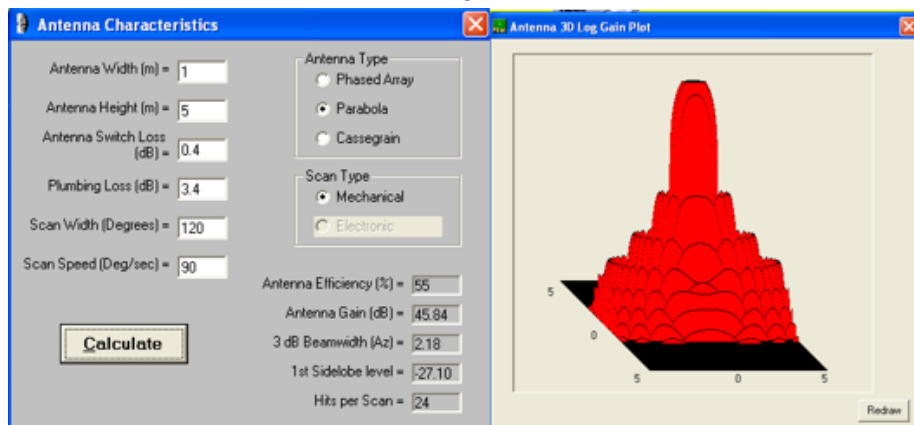 Antenna Characteristics
Antenna Width (m) = 1
Antenna Height (m) = 5
Antenna Switch Loss
(dB) = 0.4
Plumbing Loss (dB) = 3.4
Scan Width (Degrees) = 120
Scan Speed (Deg/sec) = 90
Calculate
Antenna Type
Phased Array
Parabola
Cassegrain
Scan Type
Mechanical
Electronic
Antenna Efficiency (%) = 55
Antenna Gain (dB) = 45.84
3 dB Beamwidth (Az) = 2.18
1st Sidelobe level = -27.10
Hits per Scan = 24
Antenna 3D Log Gain Plot
5
0
5
0
5
Redraw